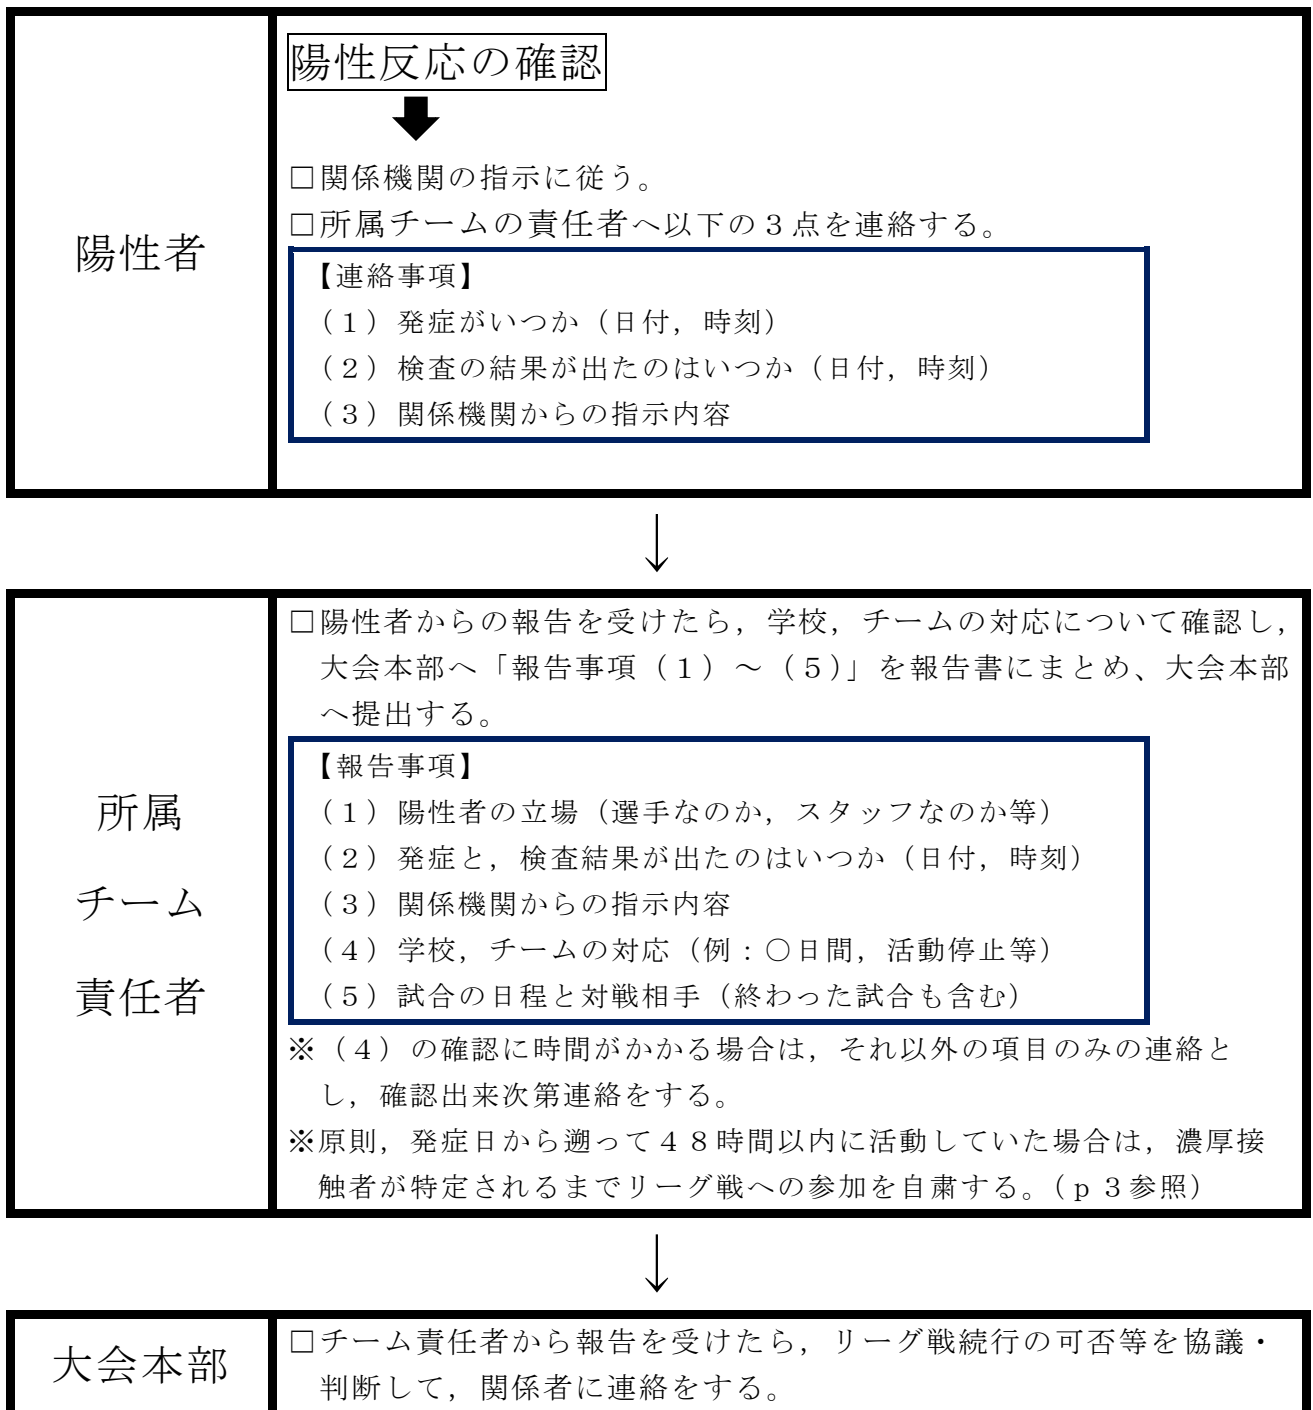 陽性者
陽性反応の確認
□関係機関の指示に従う。
□所属チームの責任者へ以下の３点を連絡する。
【連絡事項】
（１）発症がいつか（日付，時刻）
（２）検査の結果が出たのはいつか（日付，時刻）
（３）関係機関からの指示内容
↓
所属
チーム
責任者
□陽性者からの報告を受けたら，学校，チームの対応について確認し，
大会本部へ「報告事項（１）～（５）」を報告書にまとめ、大会本部
へ提出する。
【報告事項】
（１）陽性者の立場（選手なのか，スタッフなのか等）
（２）発症と，検査結果が出たのはいつか（日付，時刻）
（３）関係機関からの指示内容
（４）学校，チームの対応（例：○日間，活動停止等）
（５）試合の日程と対戦相手（終わった試合も含む）
※（４）の確認に時間がかかる場合は，それ以外の項目のみの連絡と
し，確認出来次第連絡をする。
※原則，発症日から遡って４８時間以内に活動していた場合は，濃厚接
触者が特定されるまでリーグ戦への参加を自粛する。（ｐ３参照）
↓
大会本部
□チーム責任者から報告を受けたら，リーグ戦続行の可否等を協議・
判断して，関係者に連絡をする。